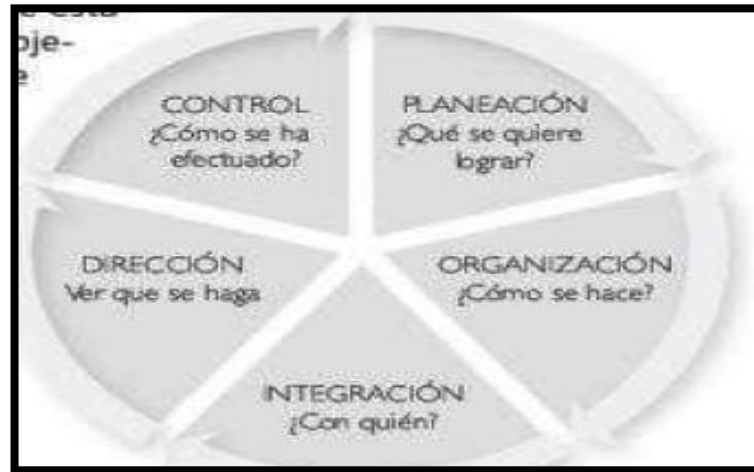 oje-
CONTROL
¿Cómo se ha
efectuado?
PLANEACIÓN
¿Qué se quiere
lograr?
DIRECCIÓN
Ver que se haga
ORGANIZACIÓN
¿Cómo se hace?
INTEGRACIÓN
¿Con quién?